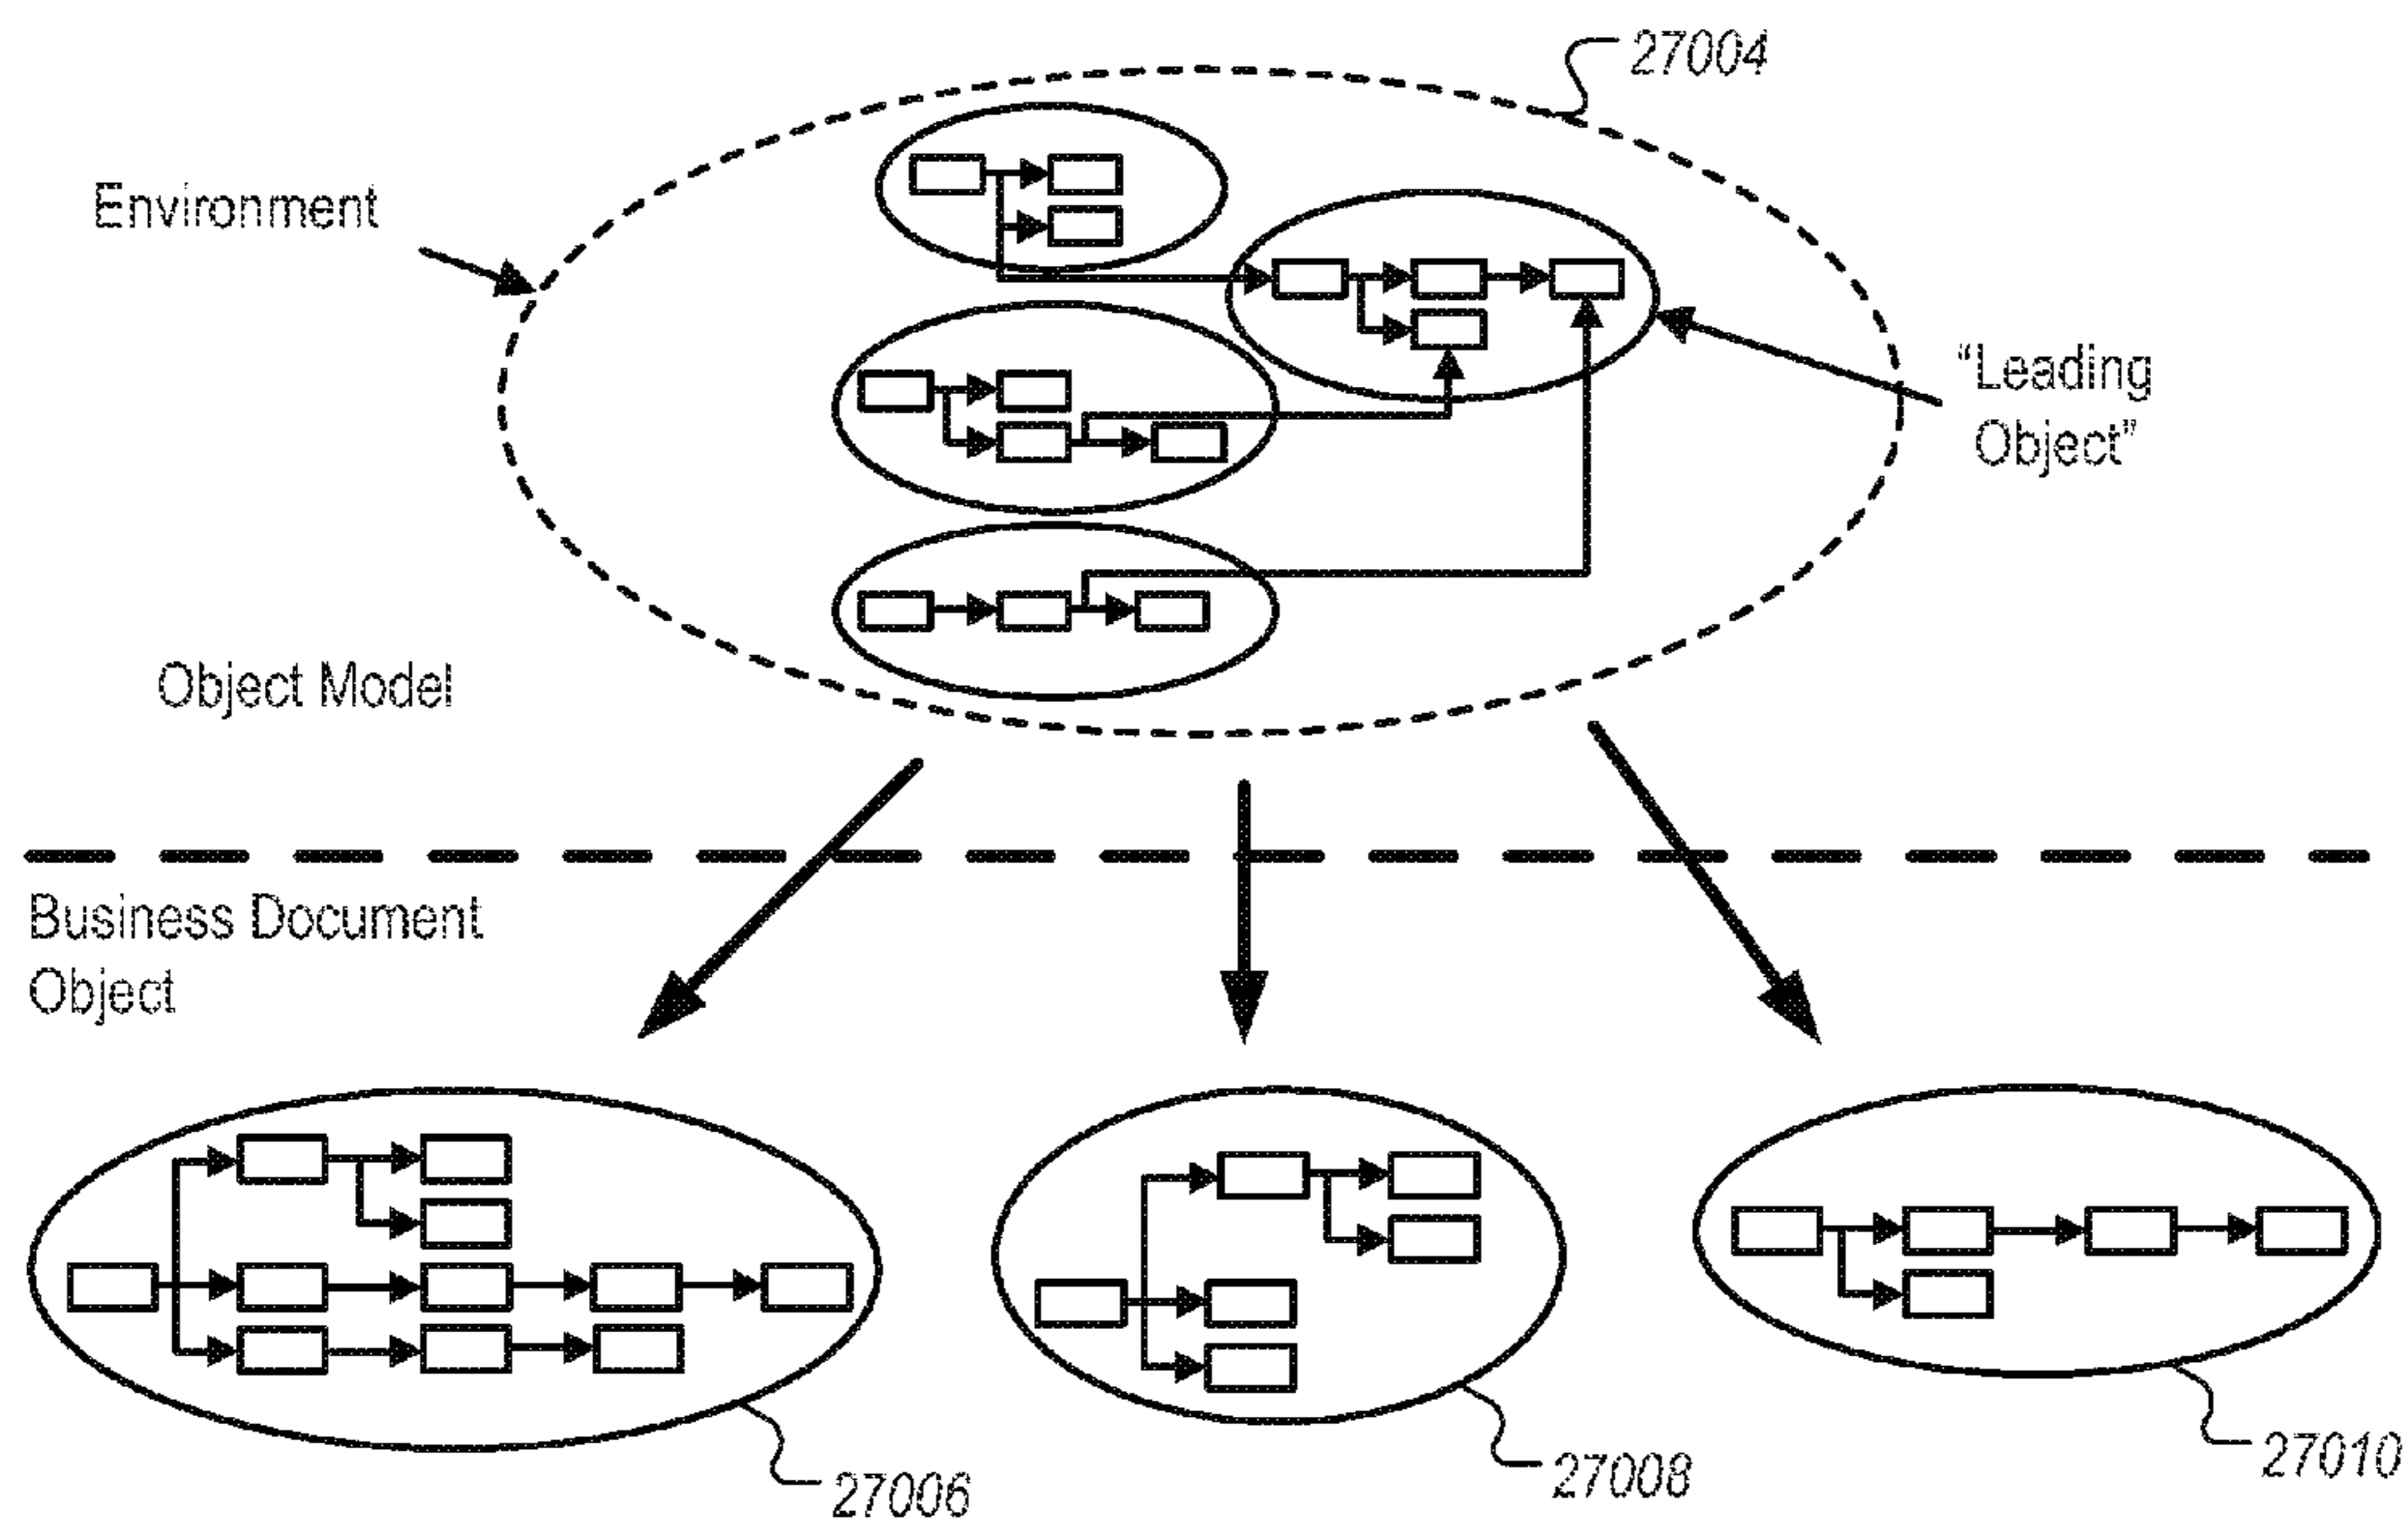 27004
Environment
“Leading
Object”
Object Model
Business Document
Object
27006
27008
27010